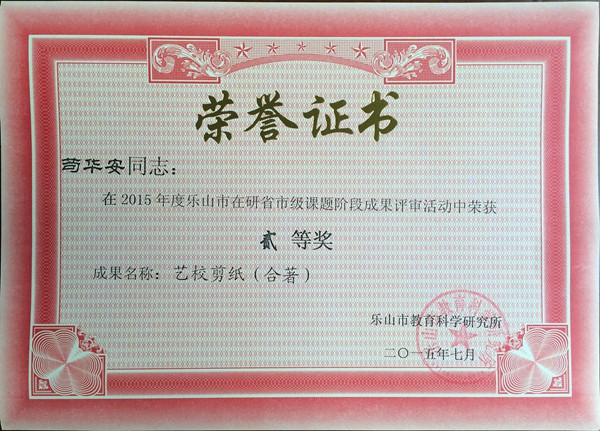 荣誉证书
苟华安同志：
在2015年度乐山市在研省市级课题阶段成果评审活动中荣获
贰等奖
成果名称：艺校剪纸（合著）
乐山市教育科学研究所
二〇一五年七月